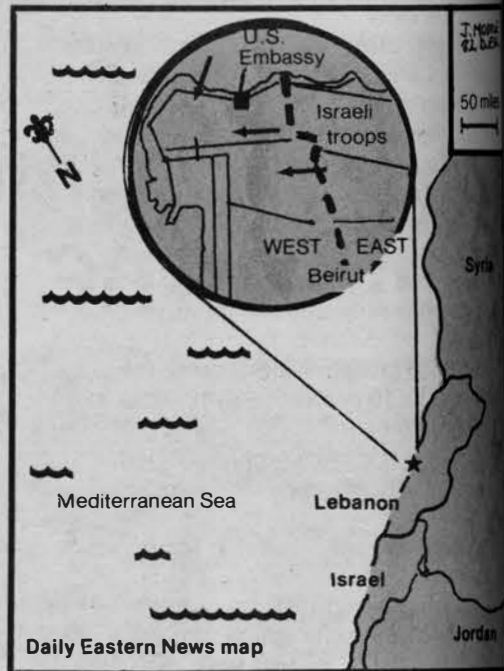 U.S.
Embassy
Israeli
troops
WEST EAST
Beirut
N
50 miles
Syria
Mediterranean Sea
Lebanon
Israel
Jordan
Daily Eastern News map